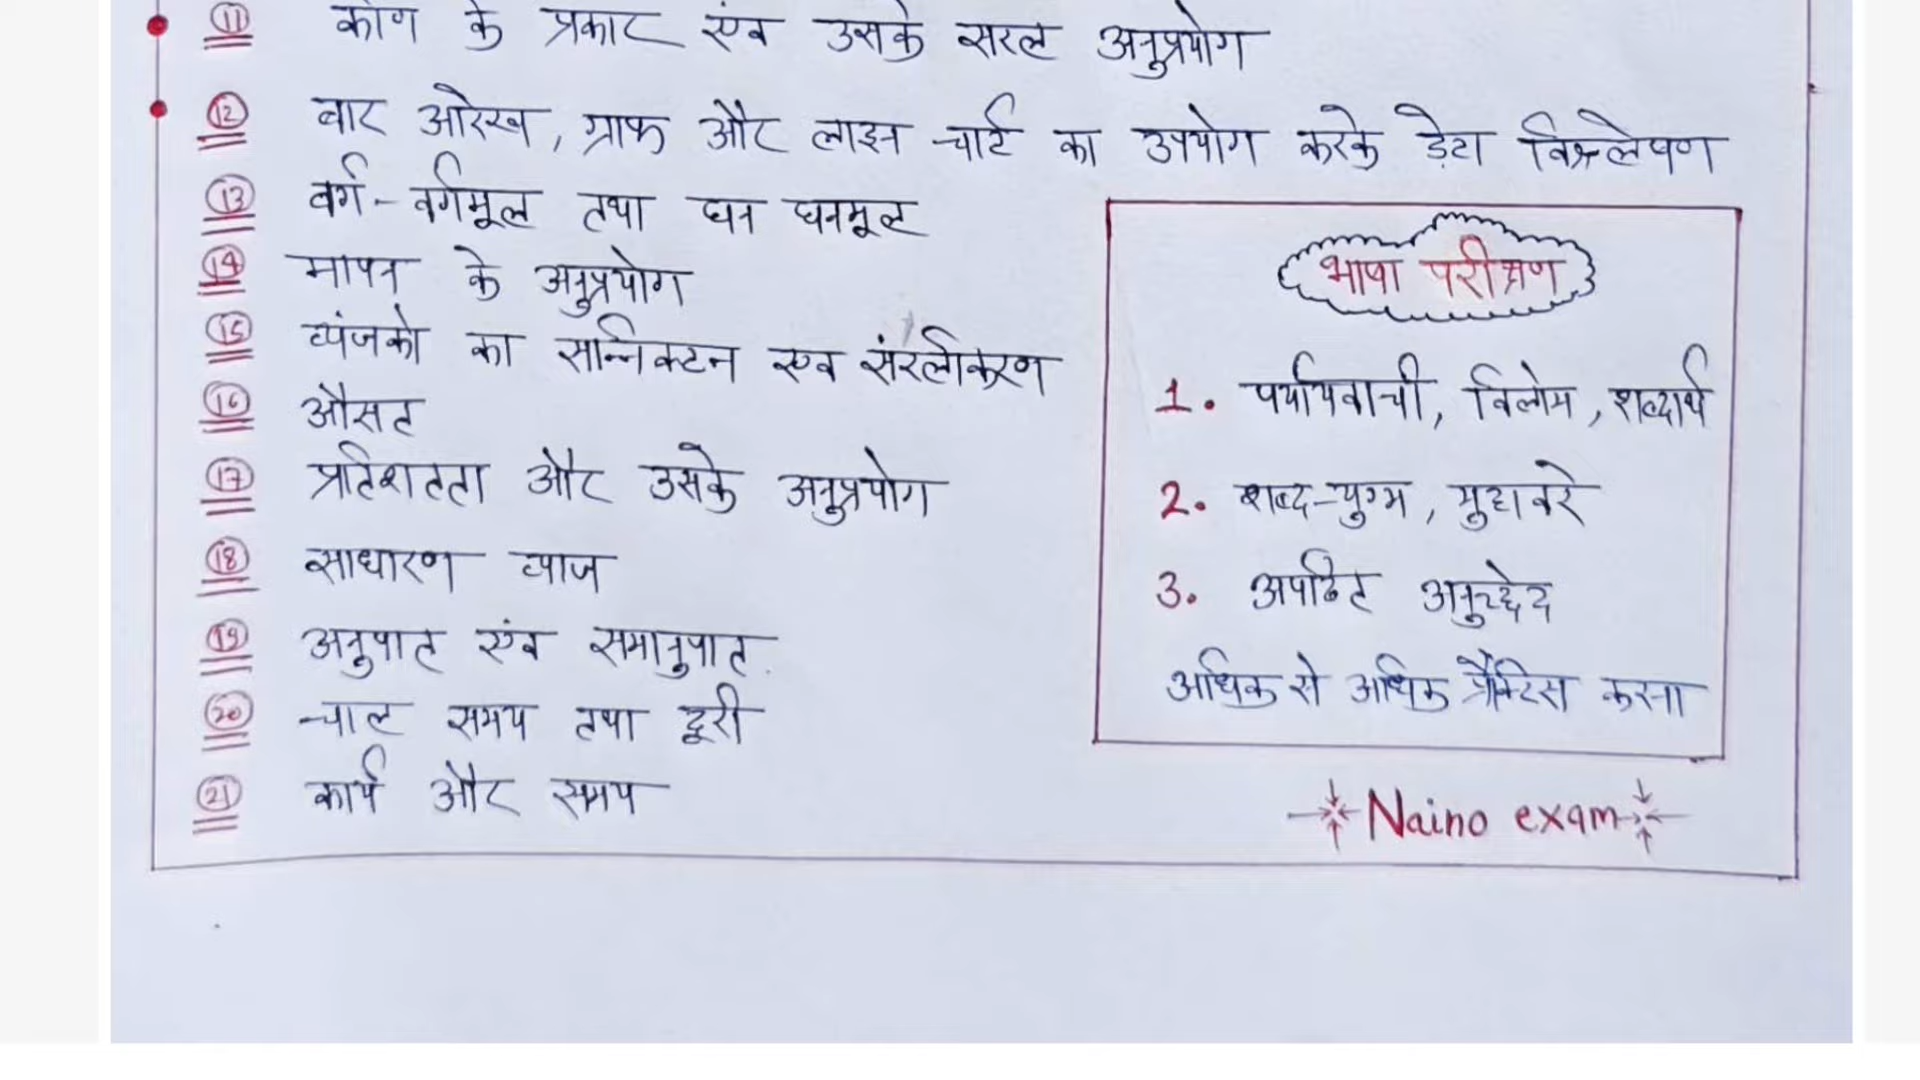 11 कोण के प्रकार एंव उसके सरल अनुप्रयोग
12 बार आरेख, ग्राफ और लाइन चार्ट का उपयोग करके डे़टा विश्लेषण
13 वर्ग-वर्गमूल तथा घन घनमूल
14 मापन के अनुप्रयोग
15 व्यंजको का सन्निक्टन एंव संरलीकरण
16 औसत
17 प्रतिशतता और उसके अनुप्रयोग
18 साधारण ब्याज
19 अनुपात एंव समानुपात.
20 चाल समय तथा दूरी
21 कार्य और समय
भाषा परीक्षण
1. पर्यायवाची, विलोम, शब्दार्थ
2. शब्द-युग्म, मुहावरे
3. अपठित अनुच्छेद
अधिक से अधिक प्रैक्टिस करना
Naino exam